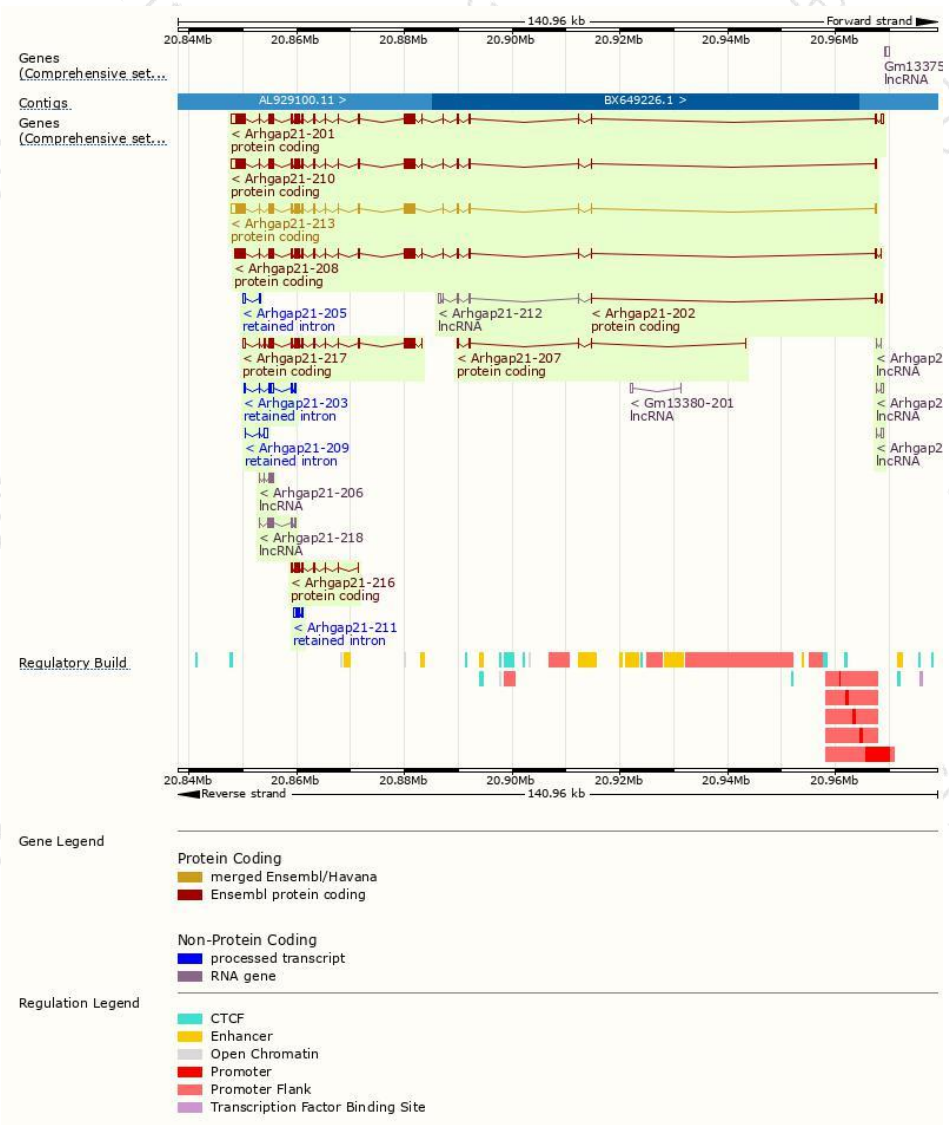 140.96 kb Forward strand
20.84Mb 20.86Mb 20.88Mb 20.90Mb 20.92Mb 20.94Mb 20.96Mb
Genes
(Comprehensive set...
Gm13375
lncRNA
Contigs
AL929100.11 > BX649226.1 >
Genes
(Comprehensive set...
< Arhgap21-201
protein coding
< Arhgap21-210
protein coding
< Arhgap21-213
protein coding
< Arhgap21-208
protein coding
< Arhgap21-205 < Arhgap21-212 < Arhgap21-202
retained intron lncRNA protein coding
< Arhgap21-217 < Arhgap21-207 < Arhgap2
protein coding protein coding lncRNA
< Arhgap21-203 < Gm13380-201 < Arhgap2
retained intron lncRNA lncRNA
< Arhgap21-209 < Arhgap2
retained intron lncRNA
< Arhgap21-206
lncRNA
< Arhgap21-218
lncRNA
< Arhgap21-216
protein coding
< Arhgap21-211
retained intron
Regulatory Build
20.84Mb 20.86Mb 20.88Mb 20.90Mb 20.92Mb 20.94Mb 20.96Mb
Reverse strand 140.96 kb
Gene Legend
Protein Coding
merged Ensembl/Havana
Ensembl protein coding
Non-Protein Coding
processed transcript
RNA gene
Regulation Legend
CTCF
Enhancer
Open Chromatin
Promoter
Promoter Flank
Transcription Factor Binding Site